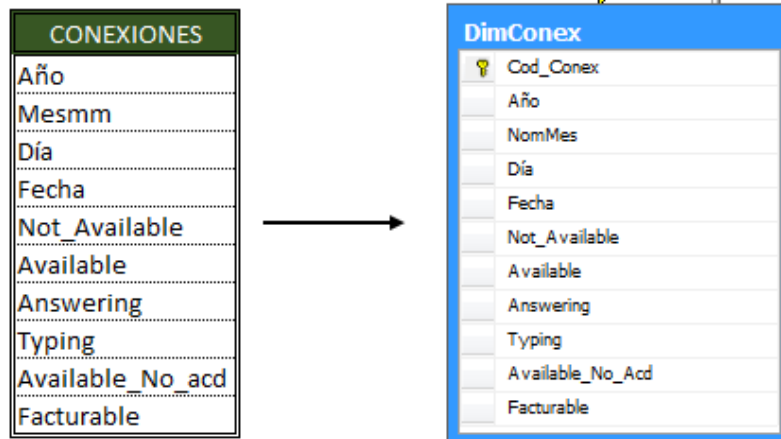 CONEXIONES
Año
Mesmm
Día
Fecha
Not_Available
Available
Answering
Typing
Available_No_acd
Facturable
DimConex
Cod_Conex
Año
NomMes
Día
Fecha
Not_Available
Available
Answering
Typing
Available_No_Acd
Facturable